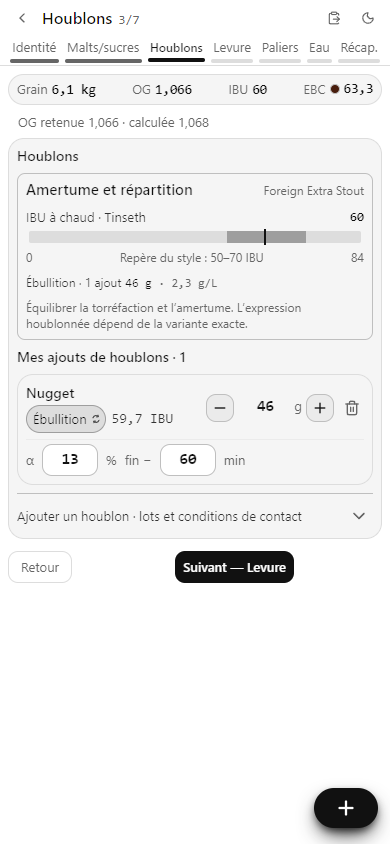 Houblons 3/7
Identité Malts/sucres Houblons Levure Paliers Eau Récap.
Grain 6,1 kg OG 1,066 IBU 60 EBC 63,3
OG retenue 1,066 · calculée 1,068
Houblons
Amertume et répartition Foreign Extra Stout
IBU à chaud · Tinseth 60
0 Repère du style : 50–70 IBU 84
Ébullition · 1 ajout 46 g · 2,3 g/L
Équilibrer la torréfaction et l’amertume. L’expression
houblonnée dépend de la variante exacte.
Mes ajouts de houblons · 1
Nugget
Ébullition 59,7 IBU
− 46 g +
α 13 % fin − 60 min
Ajouter un houblon · lots et conditions de contact
Retour Suivant — Levure
+